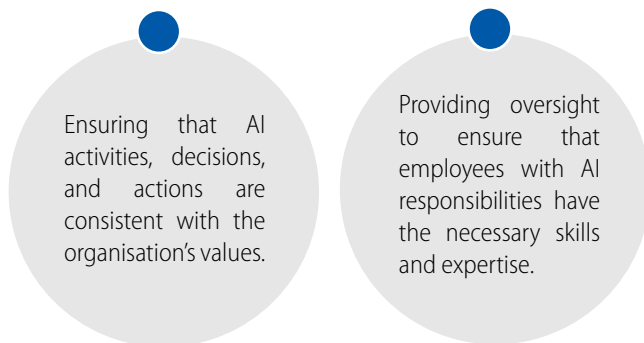 Ensuring that AI
activities, decisions,
and actions are
consistent with the
organisation's values.
Providing oversight
to ensure that
employees with AI
responsibilities have
the necessary skills
and expertise.